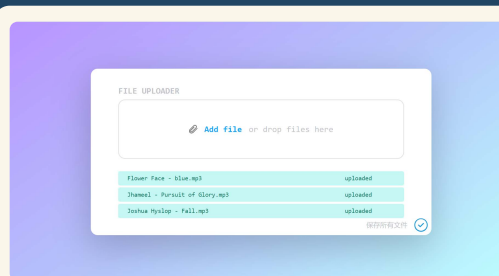 FILE UPLOADER
Add file or drop files here
Flower Face - blue.mp3 uploaded
Jhameel - Pursuit of Glory.mp3 uploaded
Joshua Hyslop - Fall.mp3 uploaded
保存所有文件